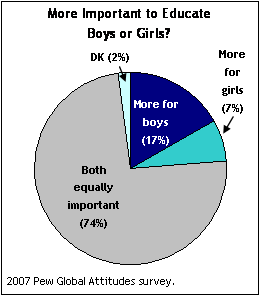 More Important to Educate
Boys or Girls?
DK (2%)
More
for
girls
(7%)
More for
boys
(17%)
Both
equally
important
(74%)
2007 Pew Global Attitudes survey.